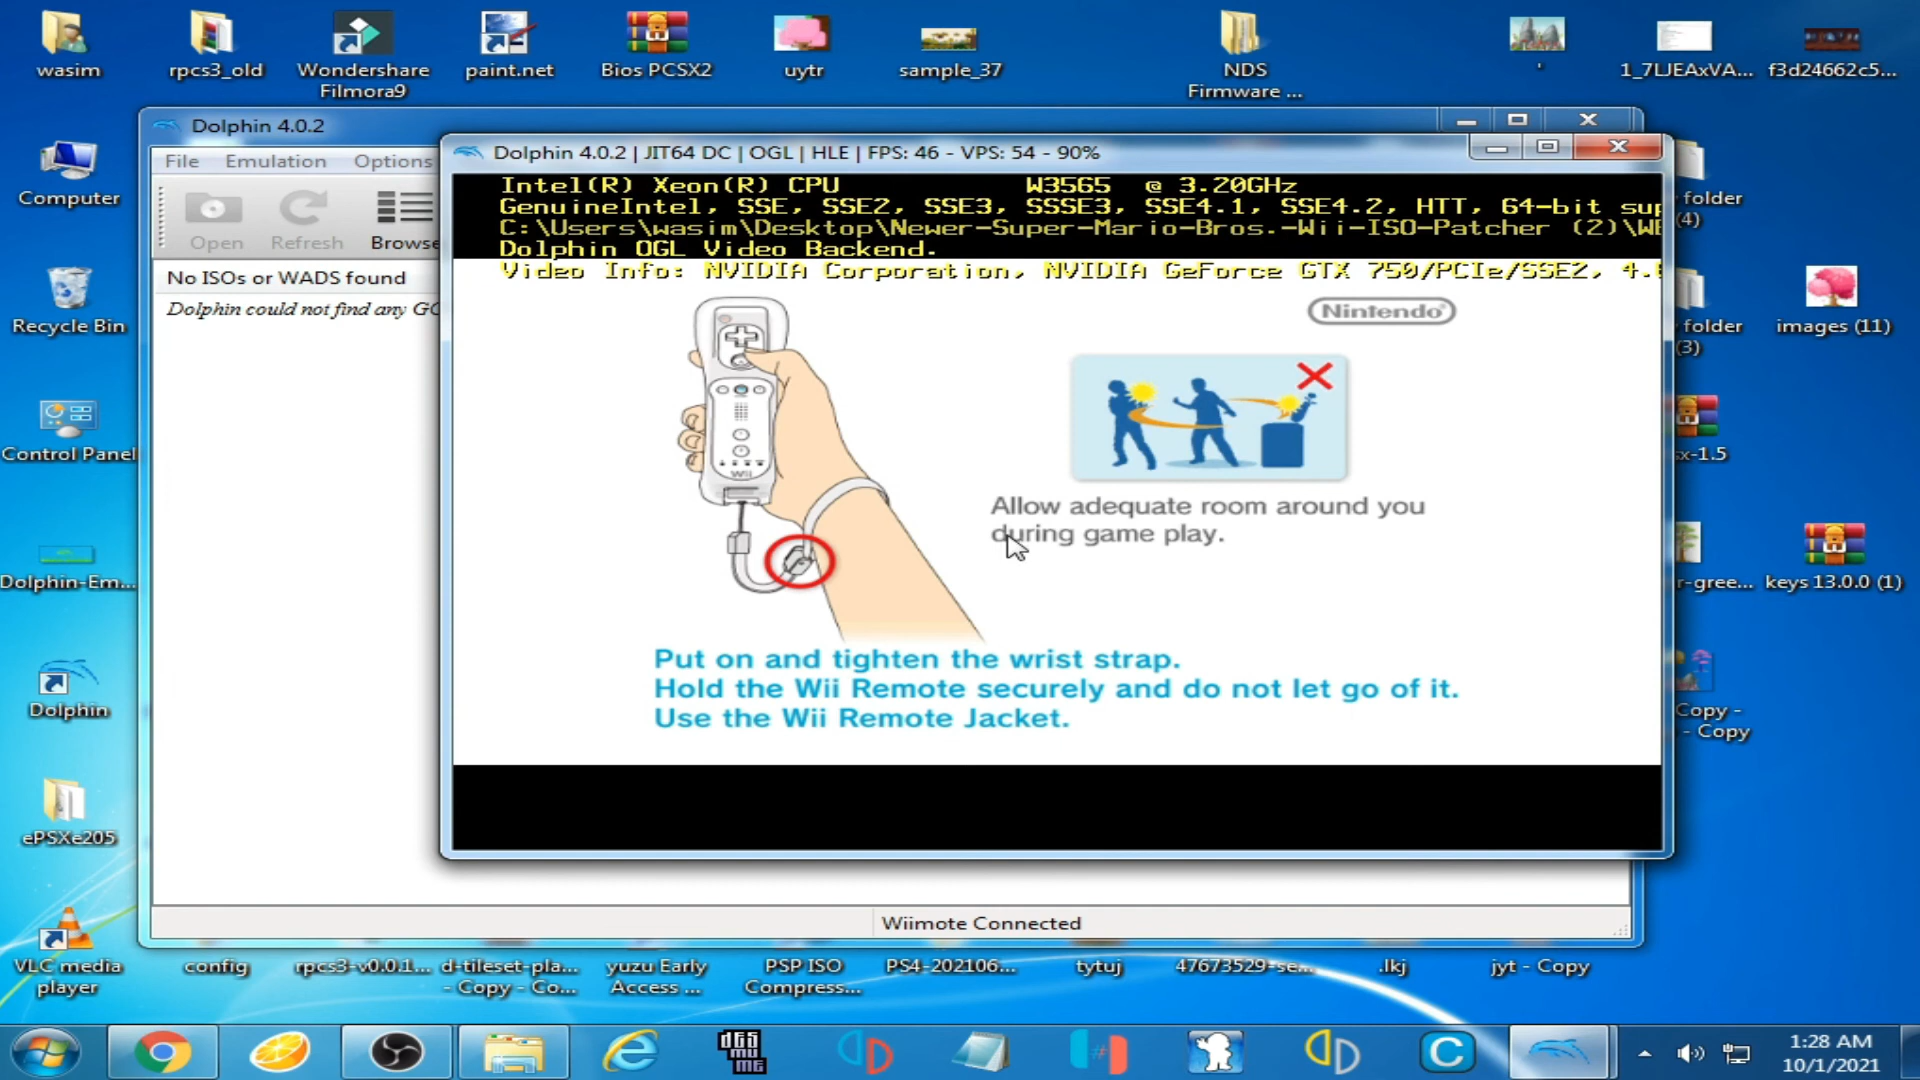 wasim
rpcs3_old
Wondershare
Filmora9
paint.net
Bios PCSX2
uytr
sample_37
NDS
Firmware ...
'
1_7LJEAxVA...
f3d24662c5...
Dolphin 4.0.2
File Emulation Options
Open Refresh Browse
No ISOs or WADS found
Dolphin could not find any GC
Dolphin 4.0.2 | JIT64 DC | OGL | HLE | FPS: 46 - VPS: 54 - 90%
Intel(R) Xeon(R) CPU W3565 @ 3.20GHz
GenuineIntel, SSE, SSE2, SSE3, SSSE3, SSE4.1, SSE4.2, HTT, 64-bit sup
C:\Users\wasim\Desktop\Newer-Super-Mario-Bros.-Wii-ISO-Patcher (2)\WB
Dolphin OGL Video Backend.
Video Info: NVIDIA Corporation, NVIDIA GeForce GTX 750/PCIe/SSE2, 4.
Nintendo
Wii
Allow adequate room around you
during game play.
Put on and tighten the wrist strap.
Hold the Wii Remote securely and do not let go of it.
Use the Wii Remote Jacket.
Wiimote Connected
Computer
Recycle Bin
Control Panel
Dolphin-Em...
Dolphin
ePSXe205
VLC media
player
folder
(4)
folder
(3)
images (11)
sx-1.5
r-gree...
keys 13.0.0 (1)
Copy -
- Copy
config
rpcs3-v0.0.1...
d-tileset-pla...
- Copy - Co...
yuzu Early
Access ...
PSP ISO
Compress...
PS4-202106...
tytuj
47673529-se...
.lkj
jyt - Copy
1:28 AM
10/1/2021